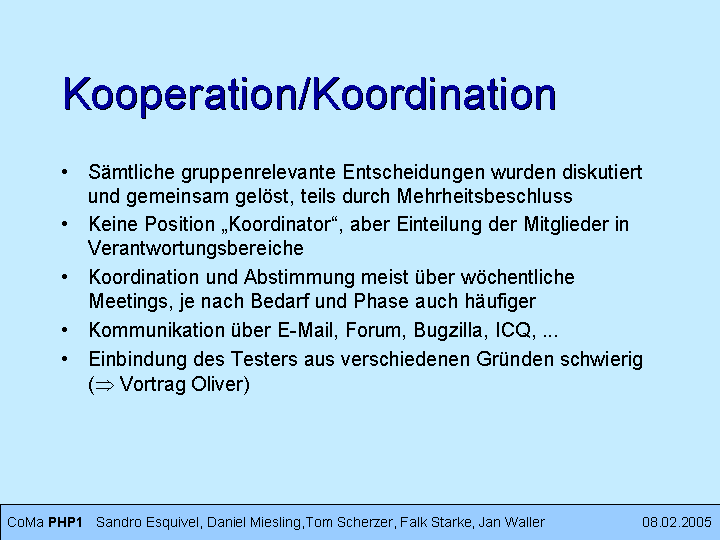 Kooperation/Koordination
• Sämtliche gruppenrelevante Entscheidungen wurden diskutiert
und gemeinsam gelöst, teils durch Mehrheitsbeschluss
• Keine Position „Koordinator“, aber Einteilung der Mitglieder in
Verantwortungsbereiche
• Koordination und Abstimmung meist über wöchentliche
Meetings, je nach Bedarf und Phase auch häufiger
• Kommunikation über E-Mail, Forum, Bugzilla, ICQ, ...
• Einbindung des Testers aus verschiedenen Gründen schwierig
(⇒ Vortrag Oliver)
CoMa PHP1 Sandro Esquivel, Daniel Miesling,Tom Scherzer, Falk Starke, Jan Waller 08.02.2005